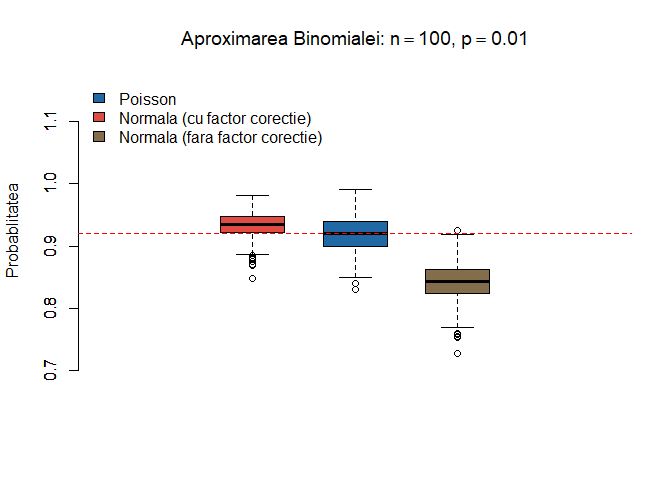 Aproximarea Binomialei: n = 100, p = 0.01
Poisson
Normala (cu factor corectie)
Normala (fara factor corectie)
Probablitatea
1.1
1.0
0.9
0.8
0.7